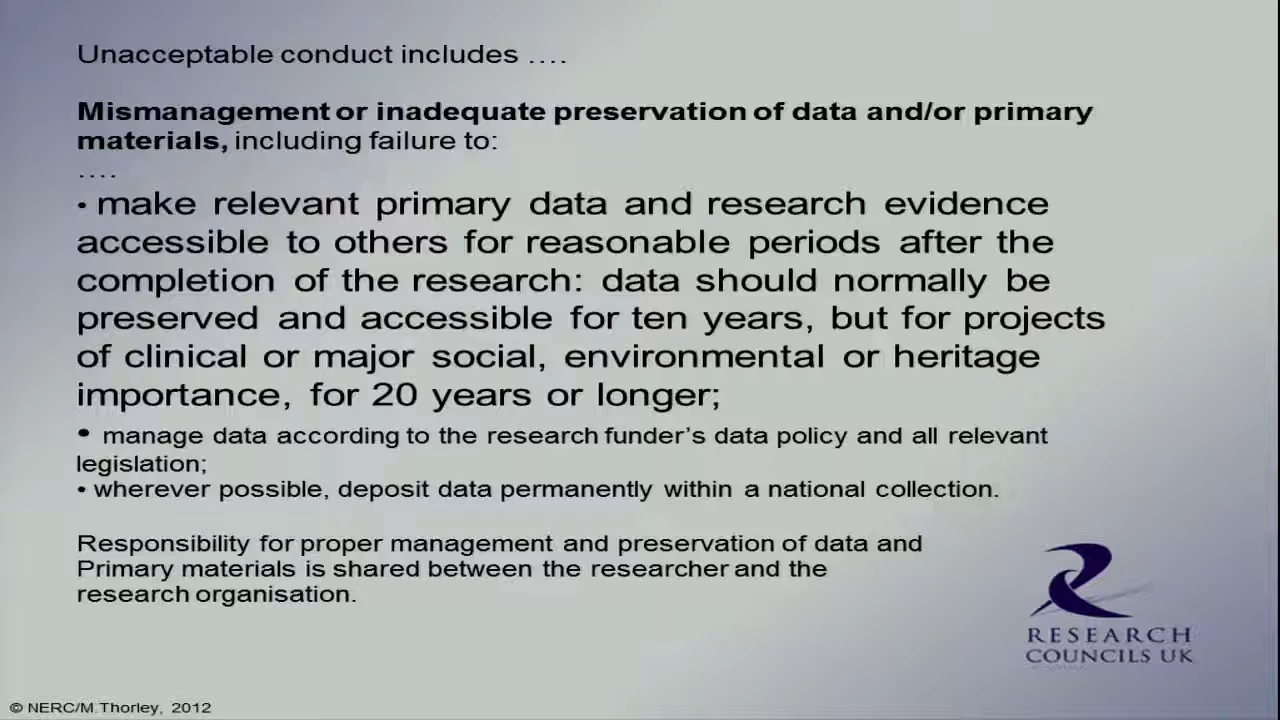 Unacceptable conduct includes ....
Mismanagement or inadequate preservation of data and/or primary
materials, including failure to:
....
• make relevant primary data and research evidence
accessible to others for reasonable periods after the
completion of the research: data should normally be
preserved and accessible for ten years, but for projects
of clinical or major social, environmental or heritage
importance, for 20 years or longer;
• manage data according to the research funder’s data policy and all relevant
legislation;
• wherever possible, deposit data permanently within a national collection.
Responsibility for proper management and preservation of data and
Primary materials is shared between the researcher and the
research organisation.
RESEARCH
COUNCILS UK
© NERC/M.Thorley, 2012